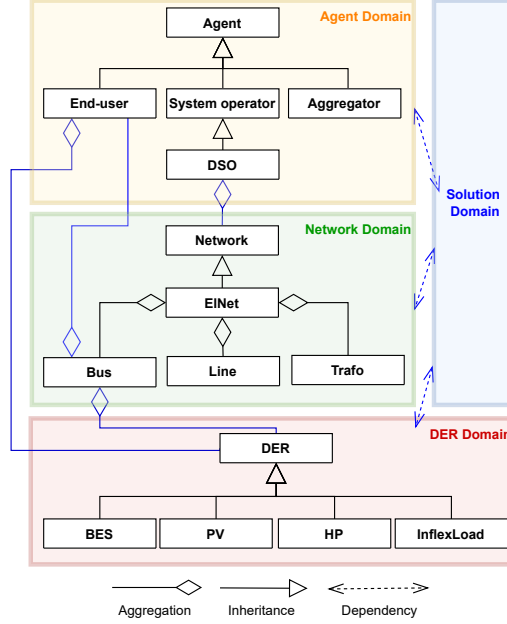 Agent Domain
Agent
End-user
System operator
Aggregator
DSO
Solution
Domain
Network Domain
Network
ElNet
Bus
Line
Trafo
DER Domain
DER
BES
PV
HP
InflexLoad
Aggregation
Inheritance
Dependency